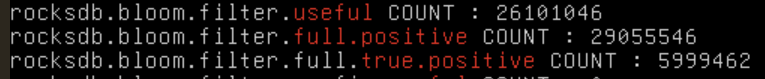 rocksdb.bloom.filter.useful COUNT : 26101046
rocksdb.bloom.filter.full.positive COUNT : 29055546
rocksdb.bloom.filter.full.true.positive COUNT : 5999462